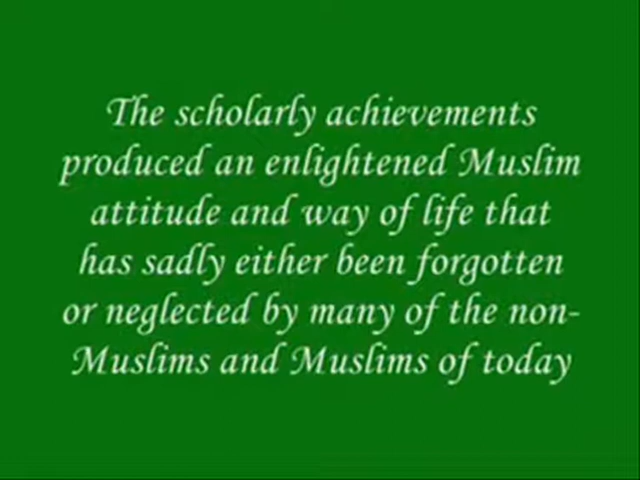 The scholarly achievements
produced an enlightened Muslim
attitude and way of life that
has sadly either been forgotten
or neglected by many of the non-
Muslims and Muslims of today